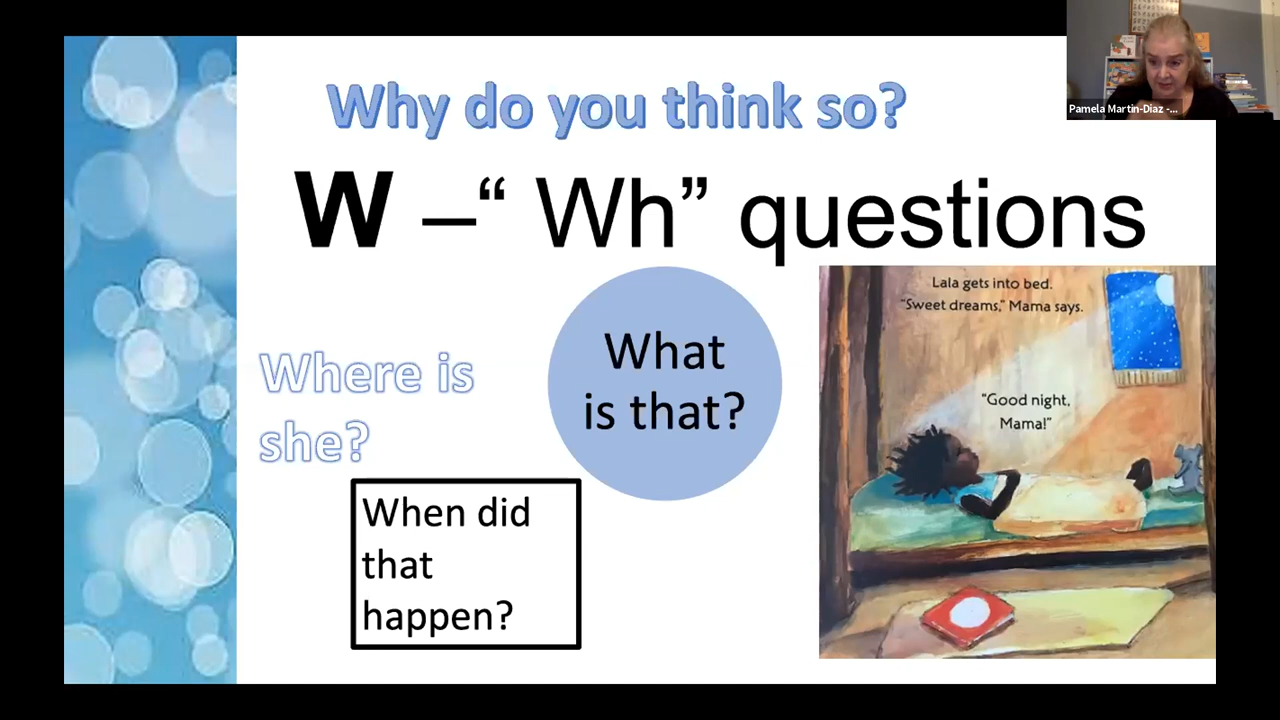 Why do you think so?
W –“ Wh” questions
What
is that?
Where is
she?
When did
that
happen?
Lala gets into bed.
“Sweet dreams,” Mama says.
“Good night,
Mama!”
Pamela Martin-Diaz -...